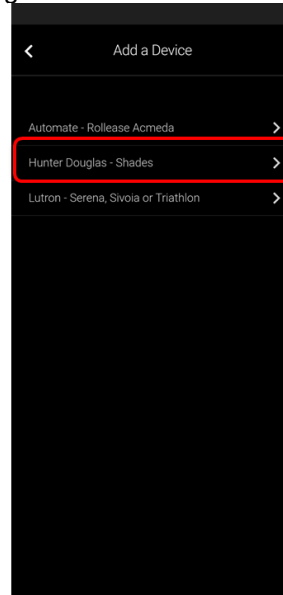 Add a Device
Automate - Rollease Acmeda
Hunter Douglas - Shades
Lutron - Serena, Sivoia or Triathlon